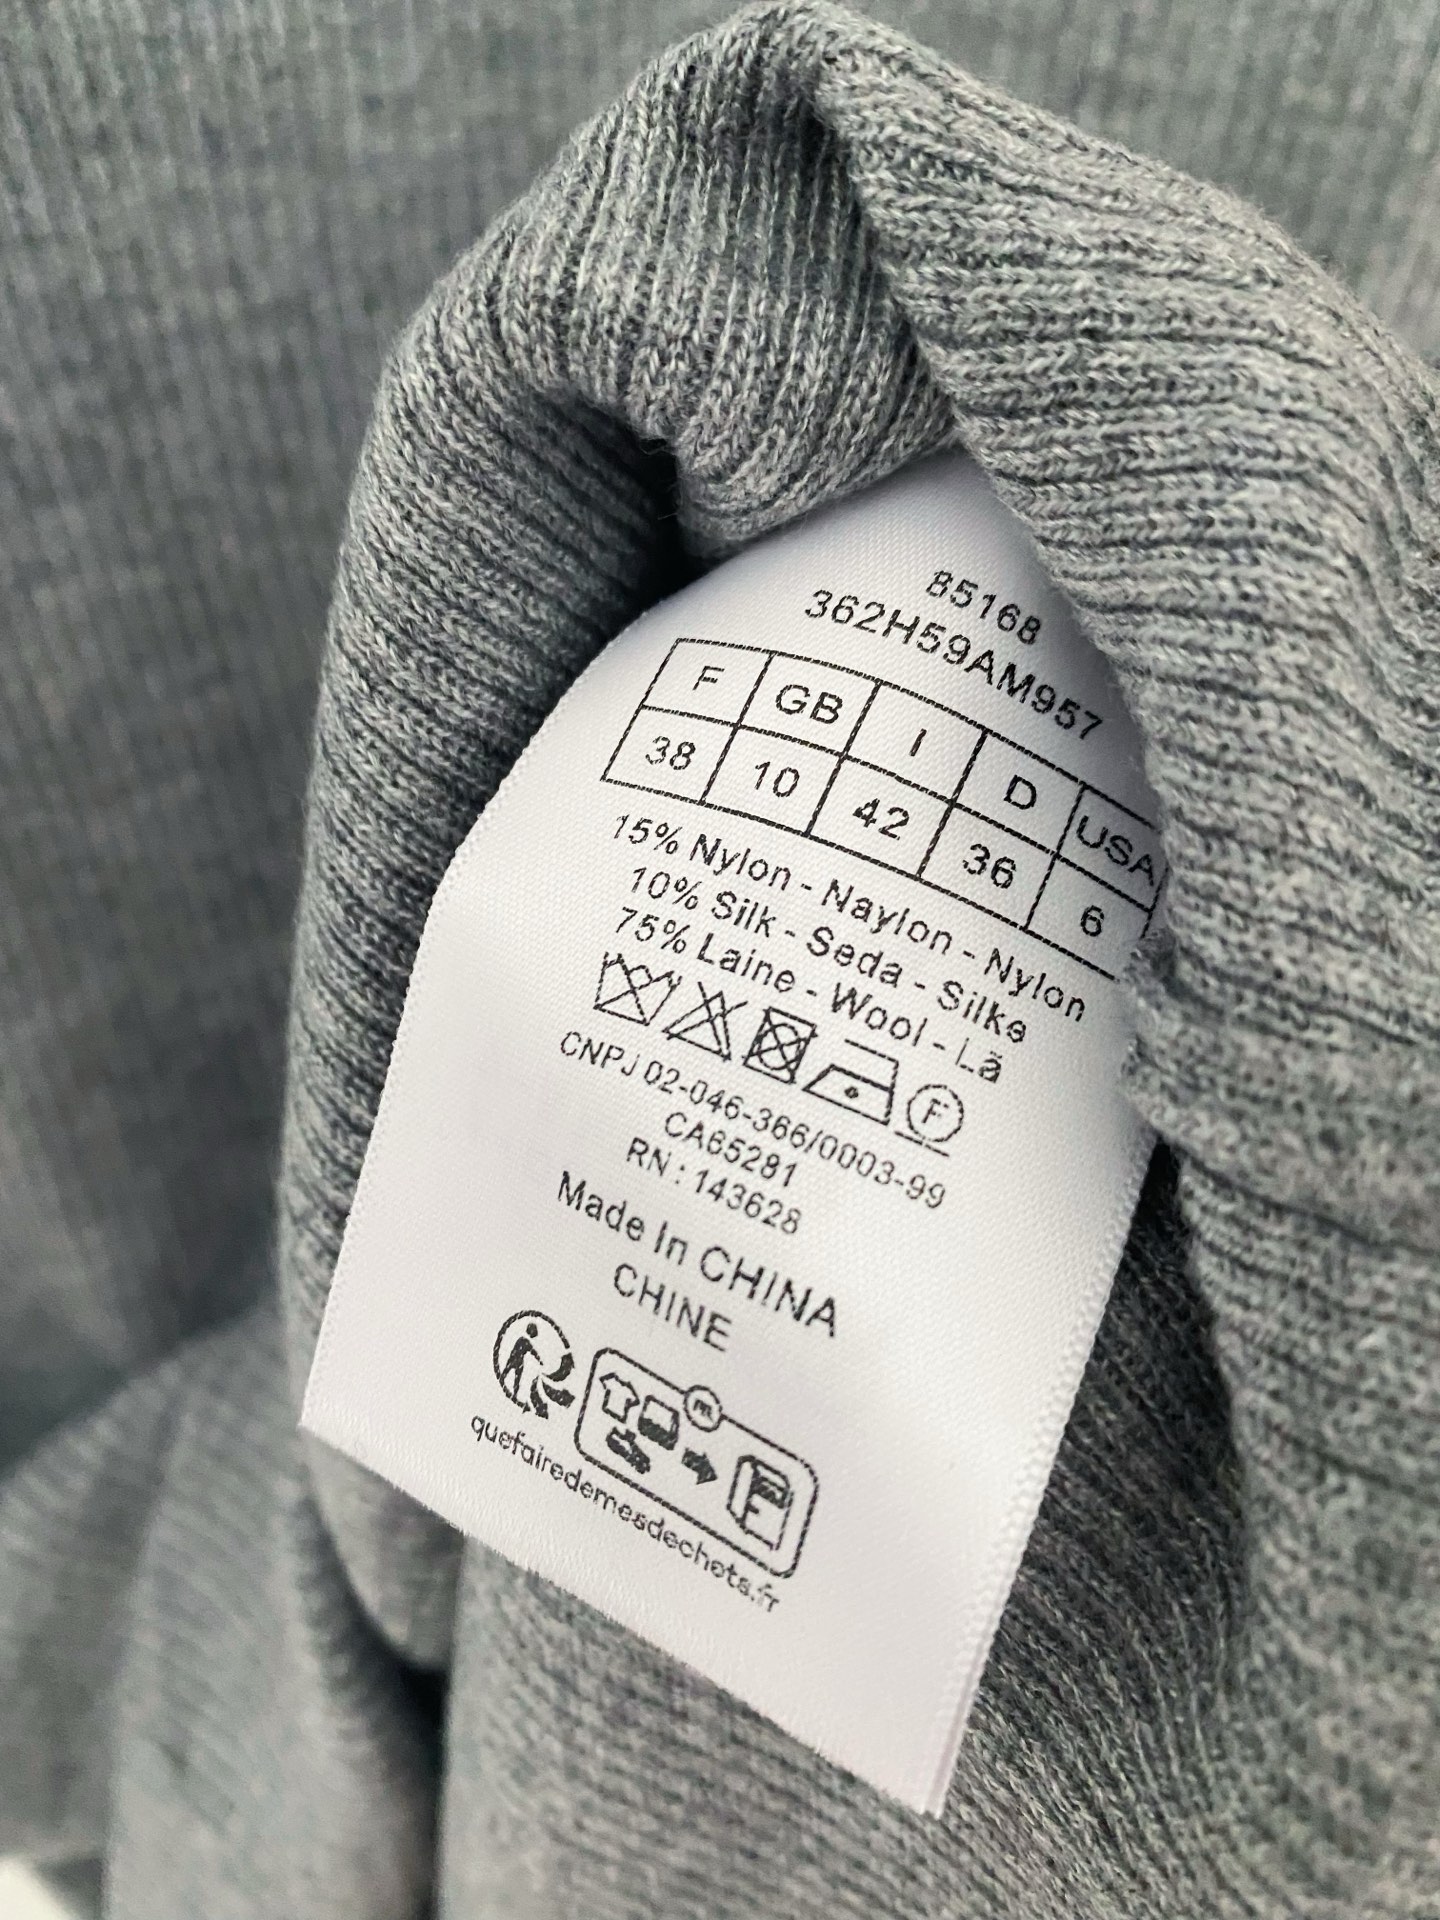 85168
362H59AM957
F GB I D USA
38 10 42 36 6
15% Nylon - Naylon - Nylon
10% Silk - Seda - Silke
75% Laine - Wool - Lã
F
CNPJ 02-046-366/0003-99
CA65281
RN : 143628
Made In CHINA
CHINE
quefairedemesdechets.fr